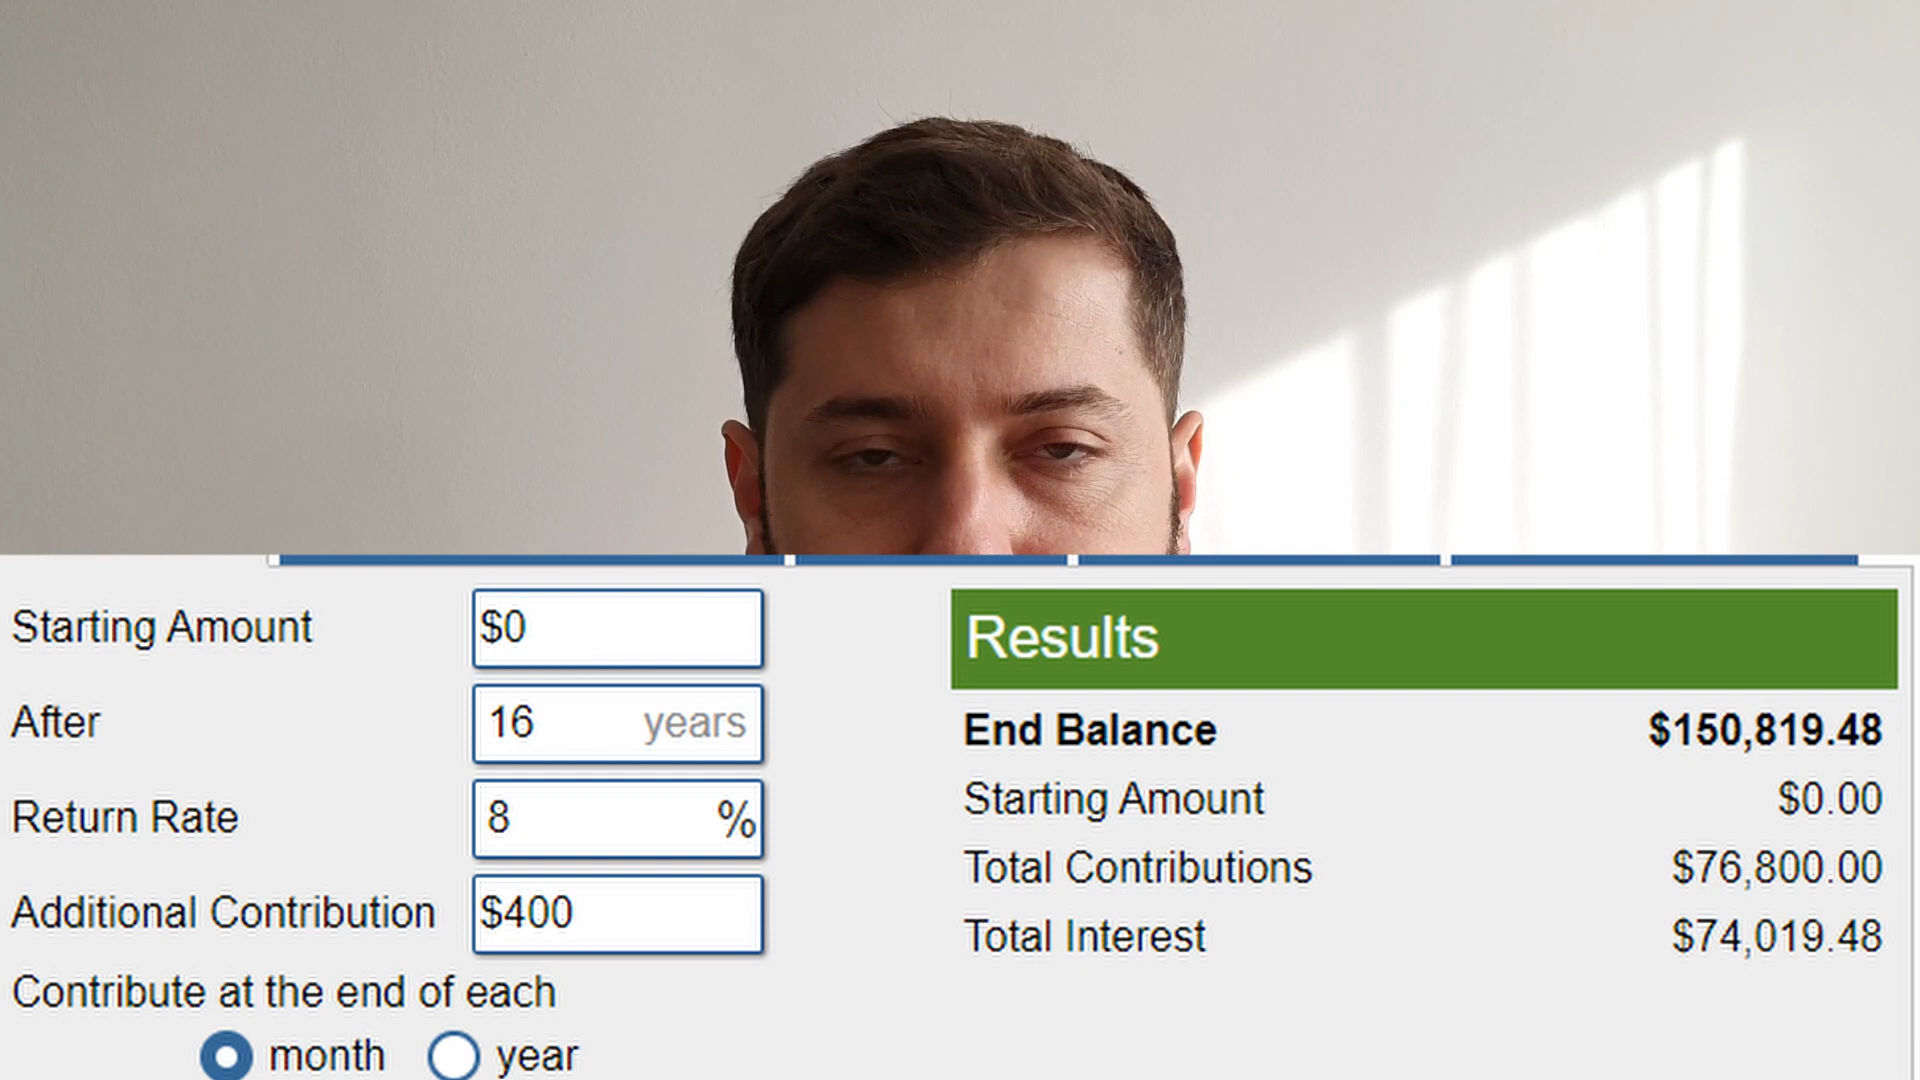 Starting Amount $0
After 16 years
Return Rate 8 %
Additional Contribution $400
Contribute at the end of each
month year
Results
End Balance $150,819.48
Starting Amount $0.00
Total Contributions $76,800.00
Total Interest $74,019.48